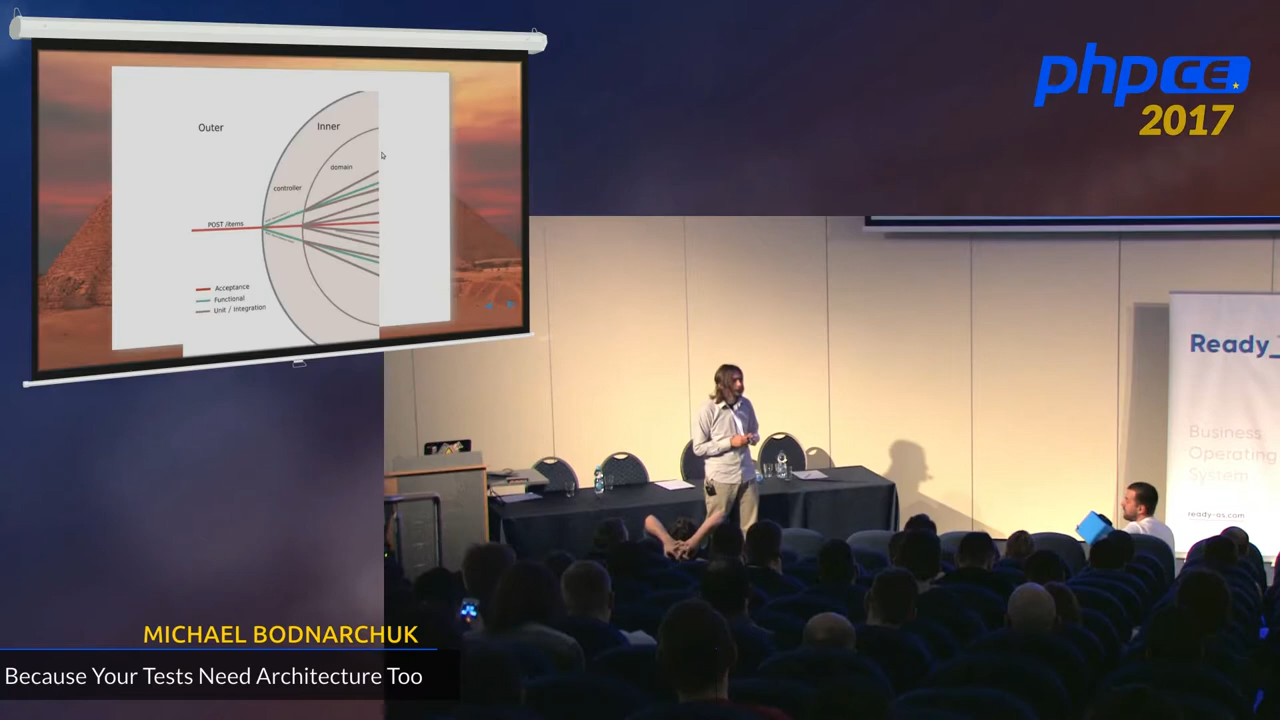 Outer
Inner
domain
controller
POST /items
Acceptance
Functional
Unit / Integration
phpCE
2017
Ready_
Business
Operating
System
ready-os.com
MICHAEL BODNARCHUK
Because Your Tests Need Architecture Too